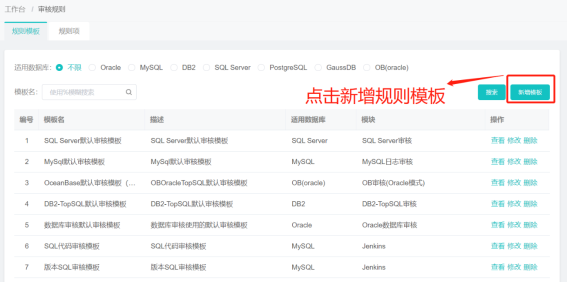 工作台 / 审核规则
规则模板 规则项
适用数据库: 不限 Oracle MySQL DB2 SQL Server PostgreSQL GaussDB OB(oracle)
模板名: 使用%模糊搜索 点击新增规则模板 搜索 新增模板
编号 模板名 描述 适用数据库 模块 操作
1 SQL Server默认审核模板 SQL Server默认审核模板 SQL Server SQL Server审核 查看 修改 删除
2 MySql默认审核模板 MySql默认审核模板 MySQL MySQL日志审核 查看 修改 删除
3 OceanBase默认审核模板 (... OBOracleTopSQL默认审核模板 OB(oracle) OB审核(Oracle模式) 查看 修改 删除
4 DB2-TopSQL默认审核模板 DB2-TopSQL默认审核模板 DB2 DB2-TopSQL审核 查看 修改 删除
5 数据库审核默认审核模板 数据库审核使用的默认审核模板 Oracle Oracle数据库审核 查看 修改 删除
6 SQL代码审核模板 SQL代码审核模板 MySQL Jenkins 查看 修改 删除
7 版本SQL审核模板 版本SQL审核模板 MySQL Jenkins 查看 修改 删除